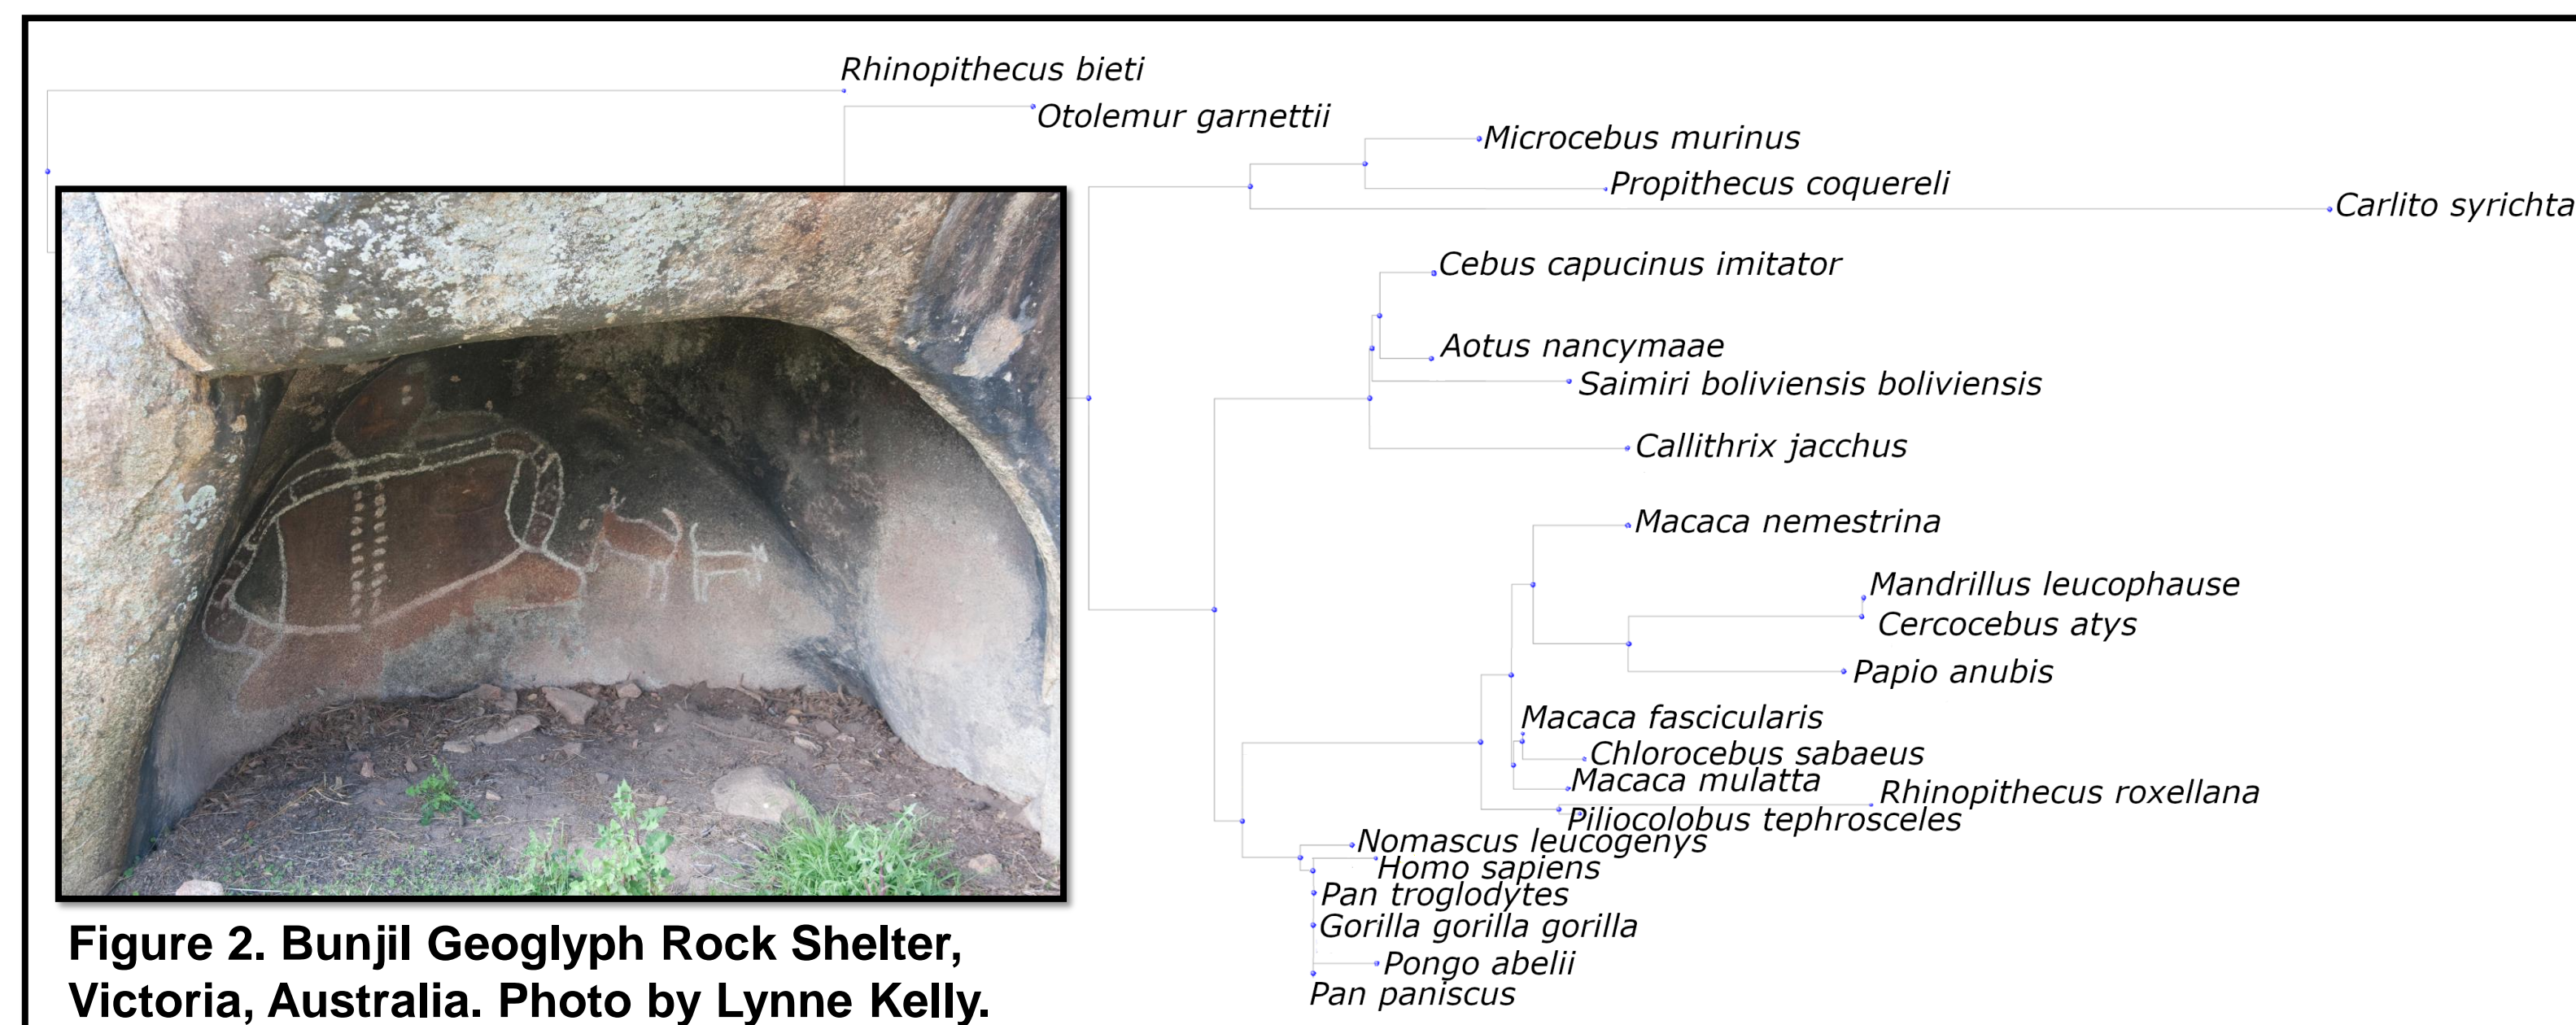 Rhinopithecus bieti
Otolemur garnettii
Microcebus murinus
Propithecus coquereli
Carlito syrichta
Cebus capucinus imitator
Aotus nancymaae
Saimiri boliviensis boliviensis
Callithrix jacchus
Macaca nemestrina
Mandrillus leucophause
Cercocebus atys
Papio anubis
Macaca fascicularis
Chlorocebus sabaeus
Macaca mulatta
Rhinopithecus roxellana
Piliocolobus tephrosceles
Nomascus leucogenys
Homo sapiens
Pan troglodytes
Gorilla gorilla gorilla
Pongo abelii
Pan paniscus
Figure 2. Bunjil Geoglyph Rock Shelter,
Victoria, Australia. Photo by Lynne Kelly.